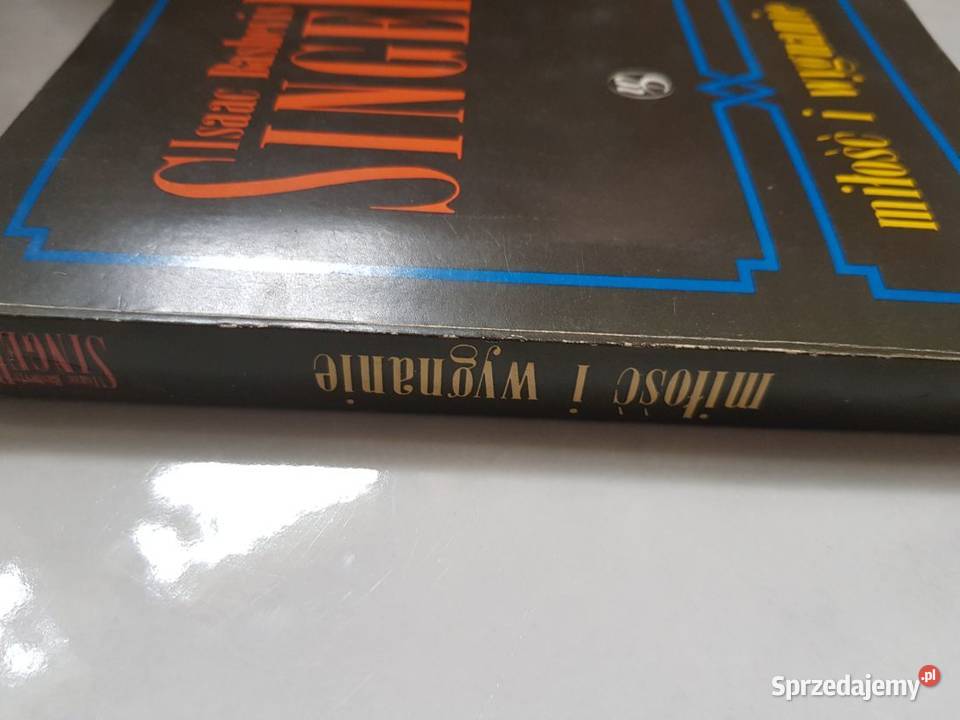 Isaac Bashevis
SINGER
miłość i wygnanie
miłość i wygnanie
SINGER
Sprzedajemy.pl